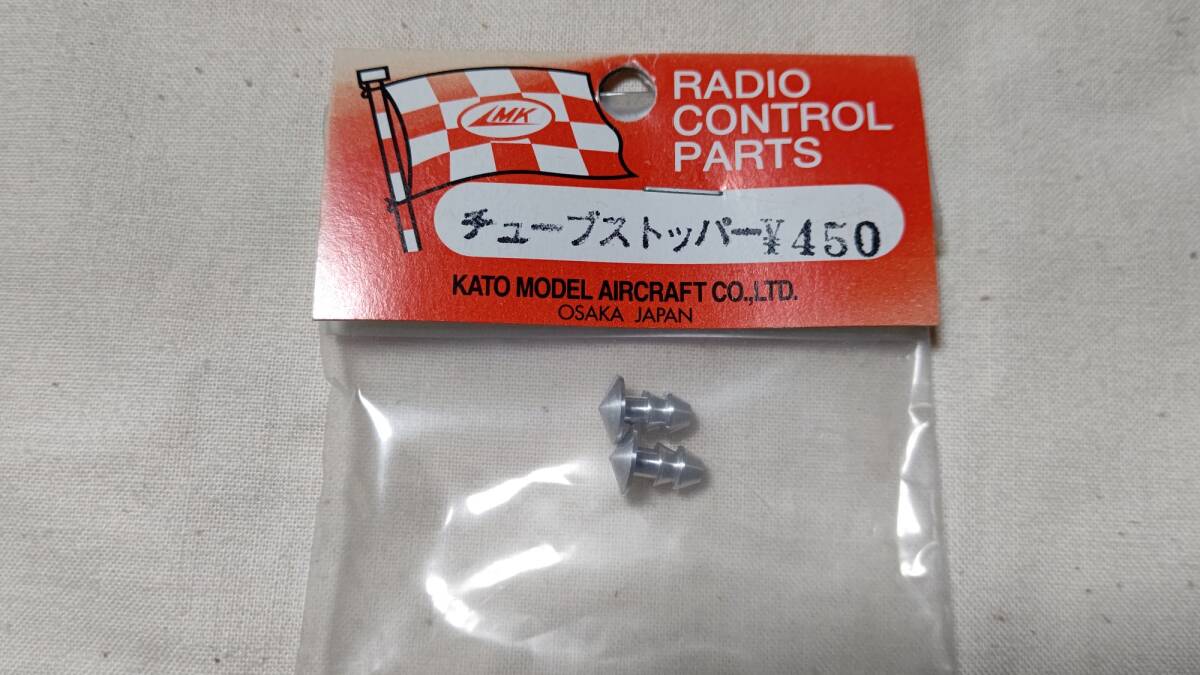 MK
RADIO
CONTROL
PARTS
チューブストッパー¥450
KATO MODEL AIRCRAFT CO.,LTD.
OSAKA JAPAN